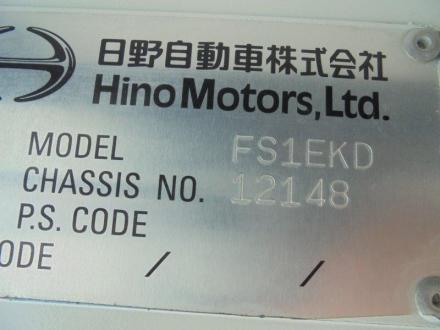 日野自動車株式会社
Hino Motors, Ltd.
MODEL FS1EKD
CHASSIS NO. 12148
P.S. CODE
ODE / /